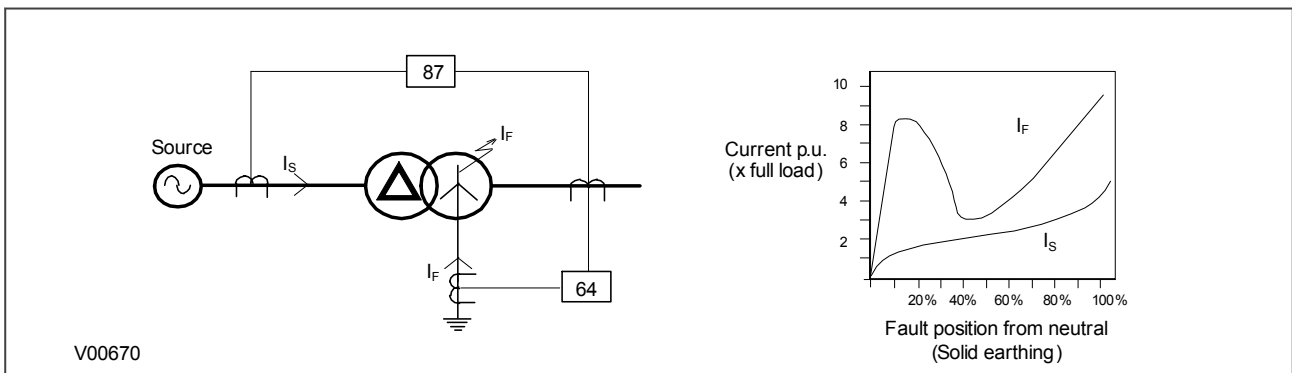 87
I_F
Source
I_S
I_F
64
V00670
10
8
6
4
2
Current p.u.
(x full load)
I_F
I_S
20% 40% 60% 80% 100%
Fault position from neutral
(Solid earthing)